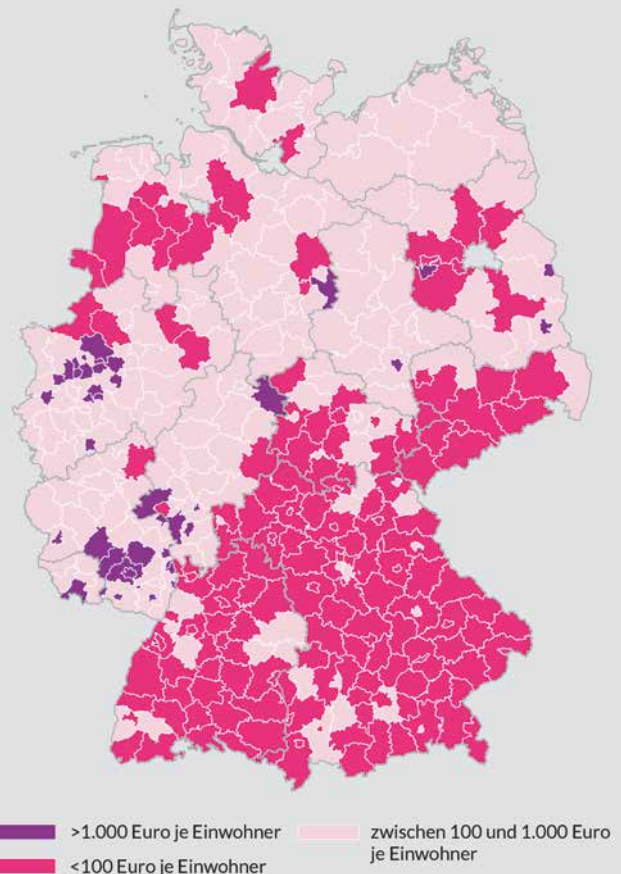 >1.000 Euro je Einwohner
<100 Euro je Einwohner
zwischen 100 und 1.000 Euro
je Einwohner